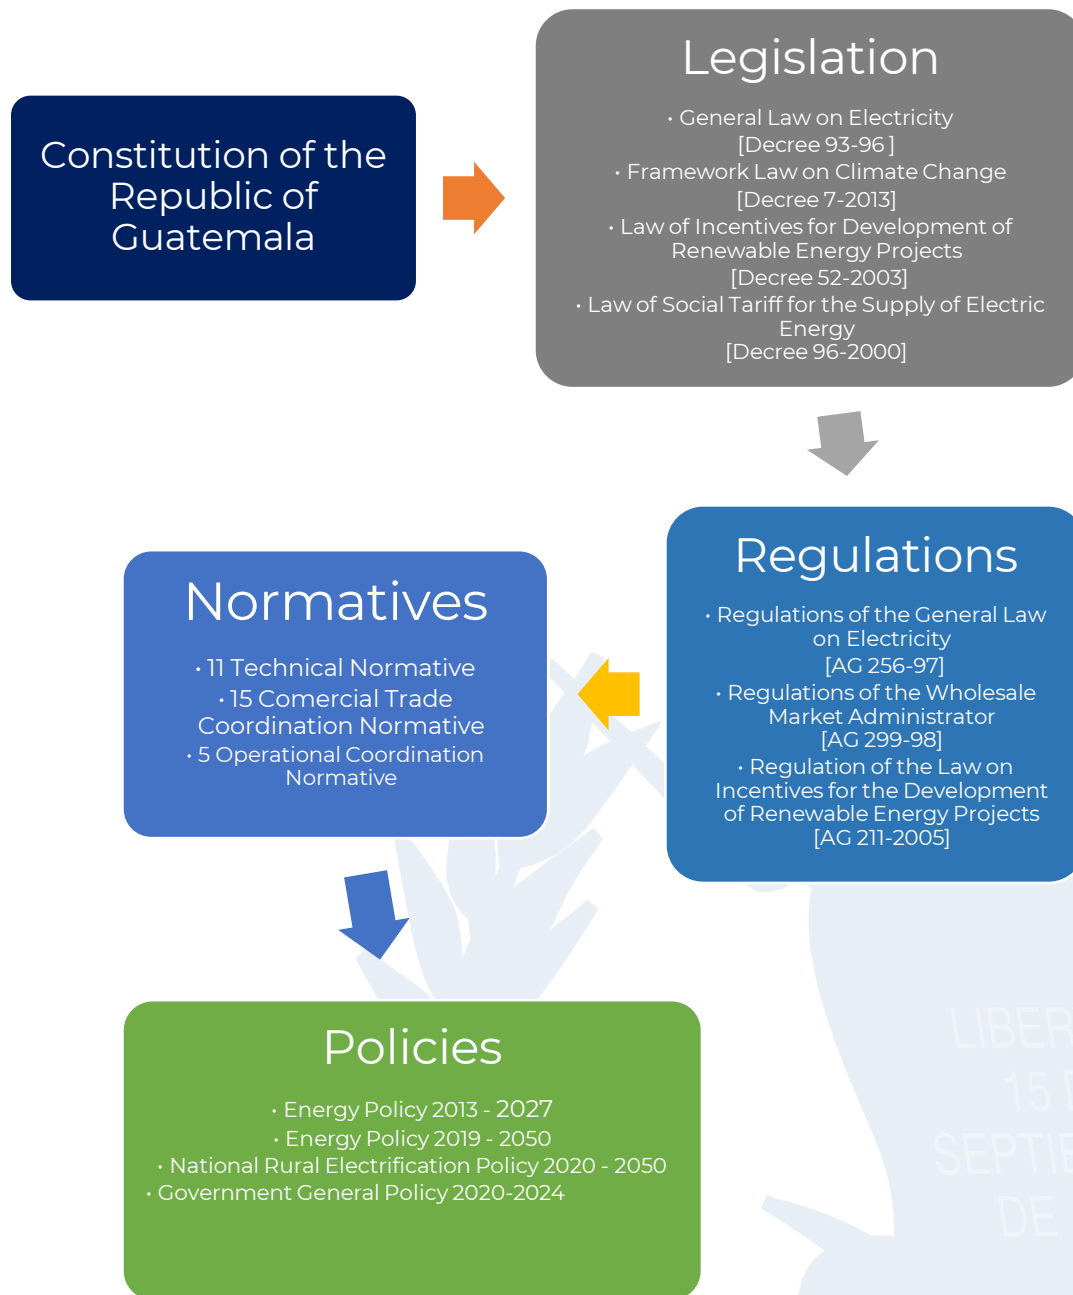 Constitution of the
Republic of
Guatemala
Legislation
• General Law on Electricity
[Decree 93-96 ]
• Framework Law on Climate Change
[Decree 7-2013]
• Law of Incentives for Development of
Renewable Energy Projects
[Decree 52-2003]
• Law of Social Tariff for the Supply of Electric
Energy
[Decree 96-2000]
Regulations
• Regulations of the General Law
on Electricity
[AG 256-97]
• Regulations of the Wholesale
Market Administrator
[AG 299-98]
• Regulation of the Law on
Incentives for the Development
of Renewable Energy Projects
[AG 211-2005]
Normatives
• 11 Technical Normative
• 15 Comercial Trade
Coordination Normative
• 5 Operational Coordination
Normative
Policies
• Energy Policy 2013 - 2027
• Energy Policy 2019 - 2050
• National Rural Electrification Policy 2020 - 2050
• Government General Policy 2020-2024
15
DE